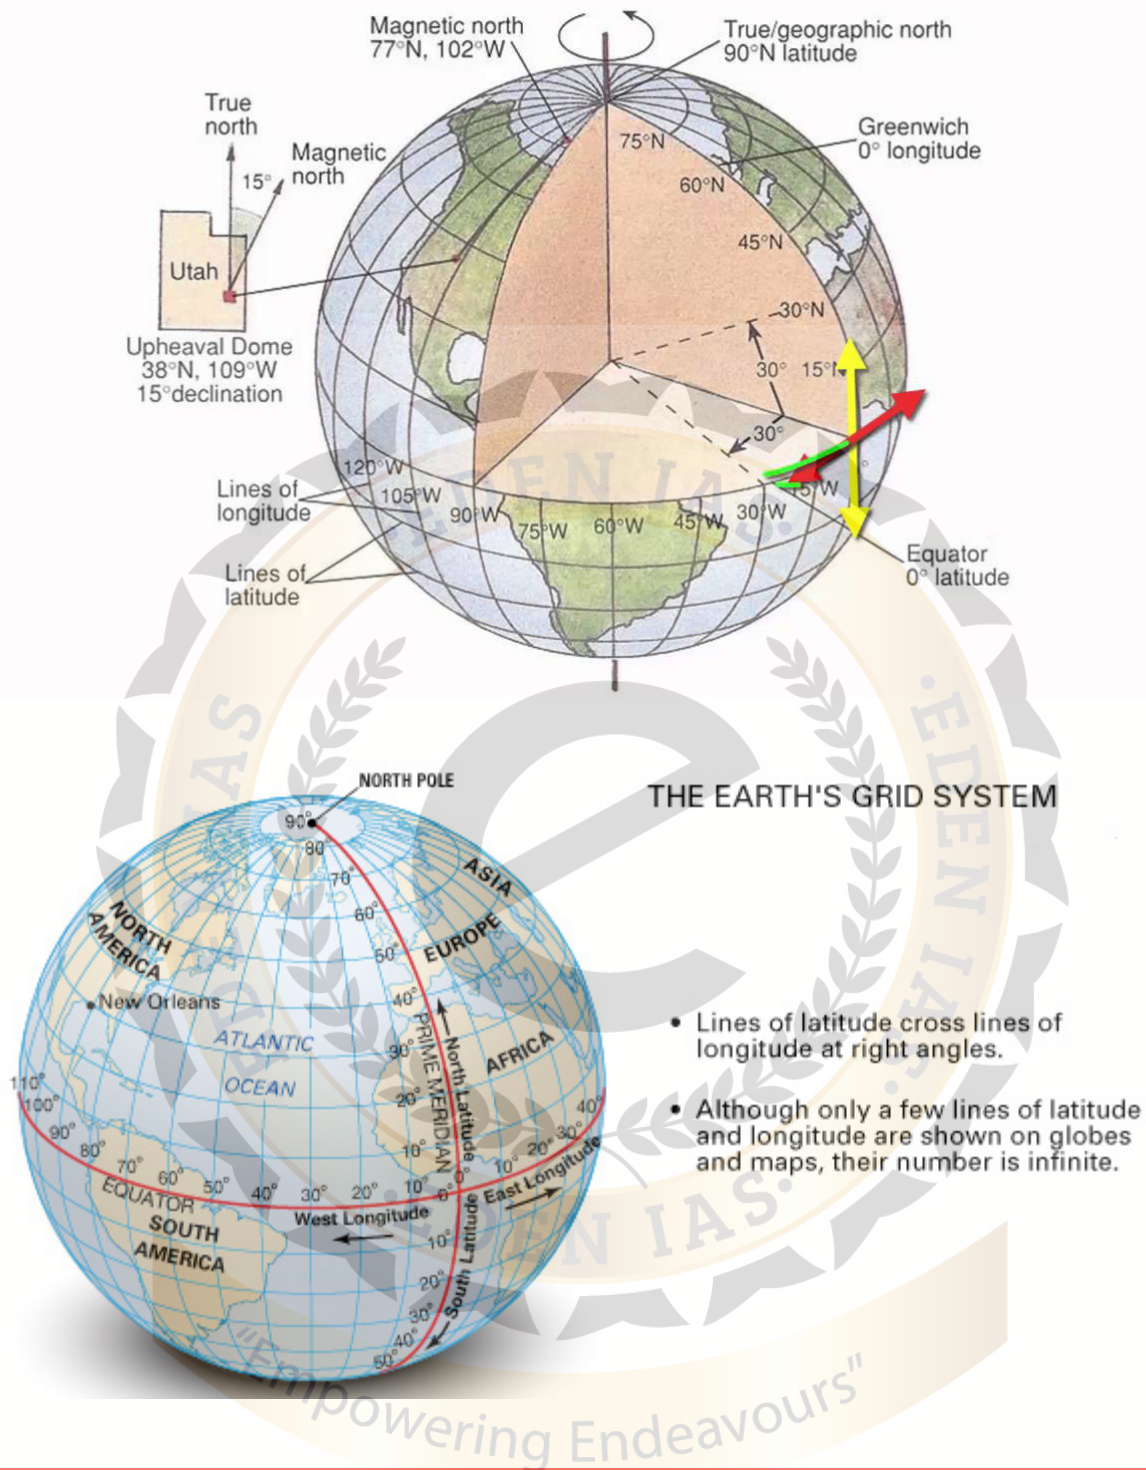 Magnetic north
77°N, 102°W
True/geographic north
90°N latitude
True
north
Magnetic
north
15°
Greenwich
0° longitude
75°N
60°N
45°N
30°N
15°N
30°
30°
Utah
Upheaval Dome
38°N, 109°W
15°declination
120°W
105°W
90°W
75°W
60°W
45°W
30°W
15°W
Lines of
longitude
Lines of
latitude
Equator
0° latitude
EDEN IAS
EDEN IAS
EDEN IAS
EDEN IAS
NORTH POLE
THE EARTH'S GRID SYSTEM
90°
80°
70°
60°
50°
40°
30°
20°
10°
0°
ASIA
EUROPE
NORTH
AMERICA
New Orleans
ATLANTIC
OCEAN
AFRICA
PRIME MERIDIAN
North Latitude
110°
100°
90°
80°
70°
60°
50°
40°
30°
20°
10°
0°
10°
20°
30°
40°
EQUATOR
West Longitude
East Longitude
SOUTH
AMERICA
South Latitude
10°
20°
30°
40°
50°
• Lines of latitude cross lines of
longitude at right angles.
• Although only a few lines of latitude
and longitude are shown on globes
and maps, their number is infinite.
"Empowering Endeavours"